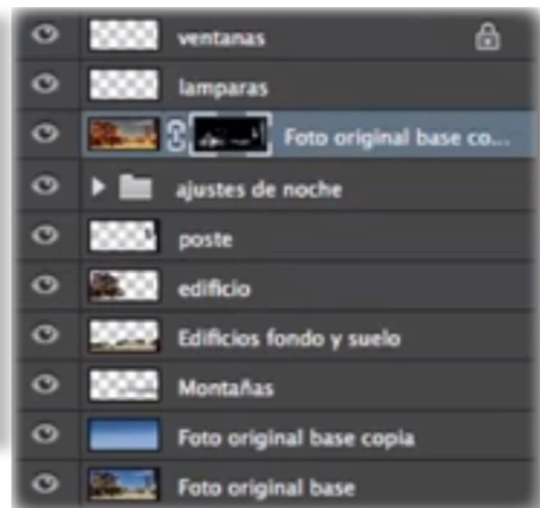 ventanas
lamparas
Foto original base co...
ajustes de noche
poste
edificio
Edificios fondo y suelo
Montañas
Foto original base copia
Foto original base